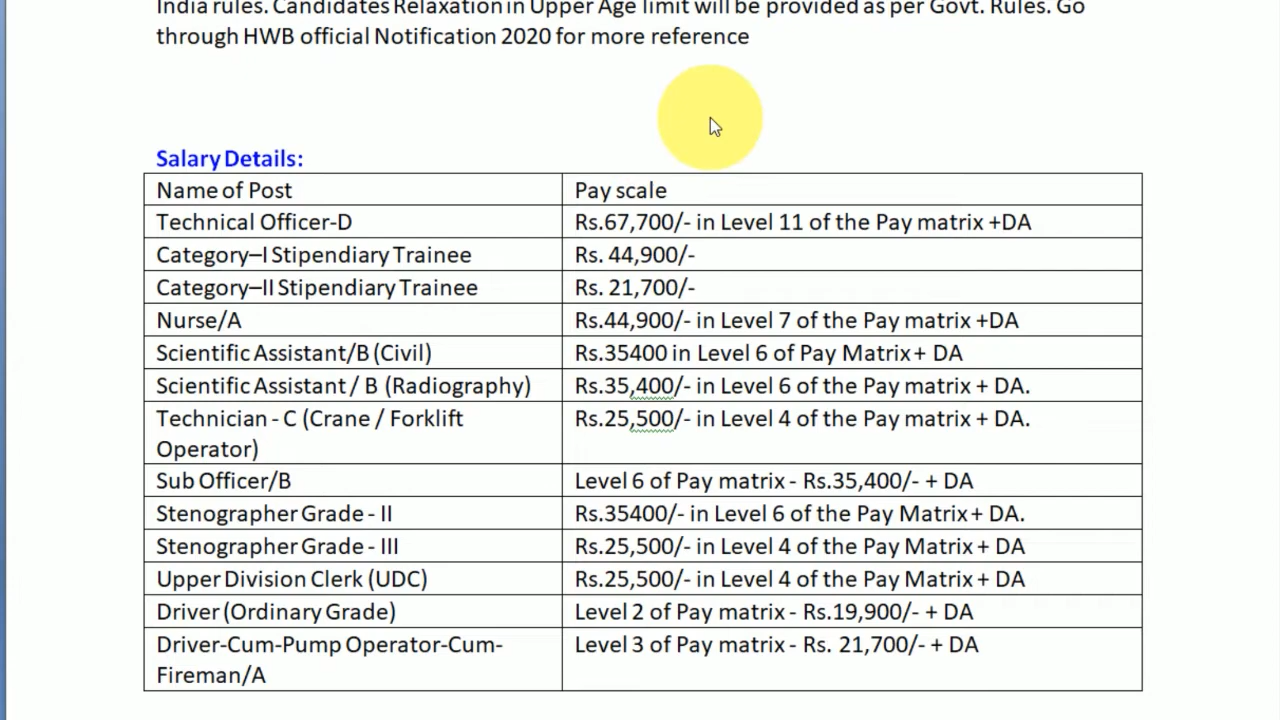 India rules. Candidates Relaxation in Upper Age limit will be provided as per Govt. Rules. Go
through HWB official Notification 2020 for more reference
Salary Details:
Name of Post Pay scale
Technical Officer-D Rs.67,700/- in Level 11 of the Pay matrix +DA
Category–I Stipendiary Trainee Rs. 44,900/-
Category–II Stipendiary Trainee Rs. 21,700/-
Nurse/A Rs.44,900/- in Level 7 of the Pay matrix +DA
Scientific Assistant/B (Civil) Rs.35400 in Level 6 of Pay Matrix + DA
Scientific Assistant / B (Radiography) Rs.35,400/- in Level 6 of the Pay matrix + DA.
Technician - C (Crane / Forklift Rs.25,500/- in Level 4 of the Pay matrix + DA.
Operator)
Sub Officer/B Level 6 of Pay matrix - Rs.35,400/- + DA
Stenographer Grade - II Rs.35400/- in Level 6 of the Pay Matrix + DA.
Stenographer Grade - III Rs.25,500/- in Level 4 of the Pay Matrix + DA
Upper Division Clerk (UDC) Rs.25,500/- in Level 4 of the Pay Matrix + DA
Driver (Ordinary Grade) Level 2 of Pay matrix - Rs.19,900/- + DA
Driver-Cum-Pump Operator-Cum- Level 3 of Pay matrix - Rs. 21,700/- + DA
Fireman/A